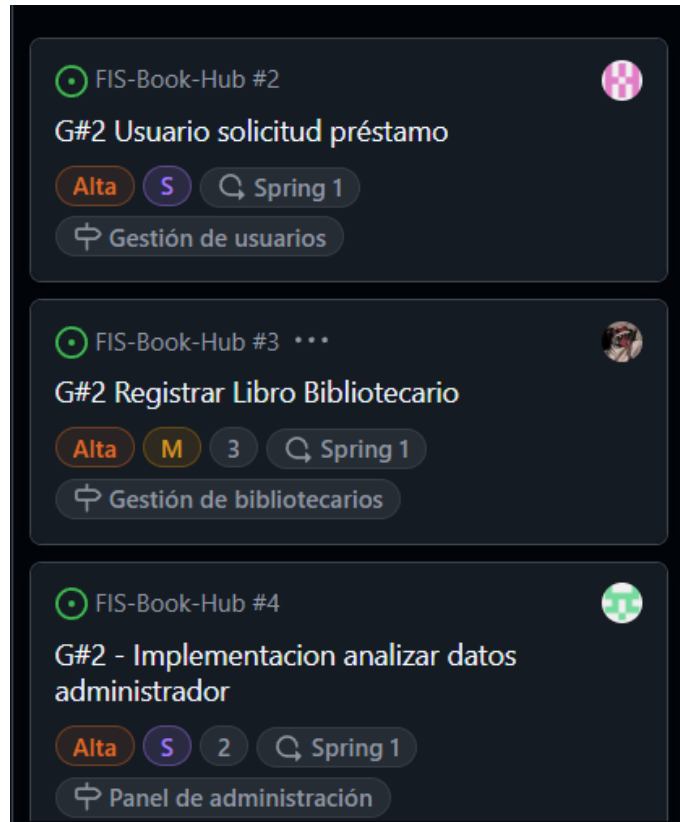 FIS-Book-Hub #2
G#2 Usuario solicitud préstamo
Alta S Spring 1
Gestión de usuarios
FIS-Book-Hub #3 ···
G#2 Registrar Libro Bibliotecario
Alta M 3 Spring 1
Gestión de bibliotecarios
FIS-Book-Hub #4
G#2 - Implementacion analizar datos
administrador
Alta S 2 Spring 1
Panel de administración